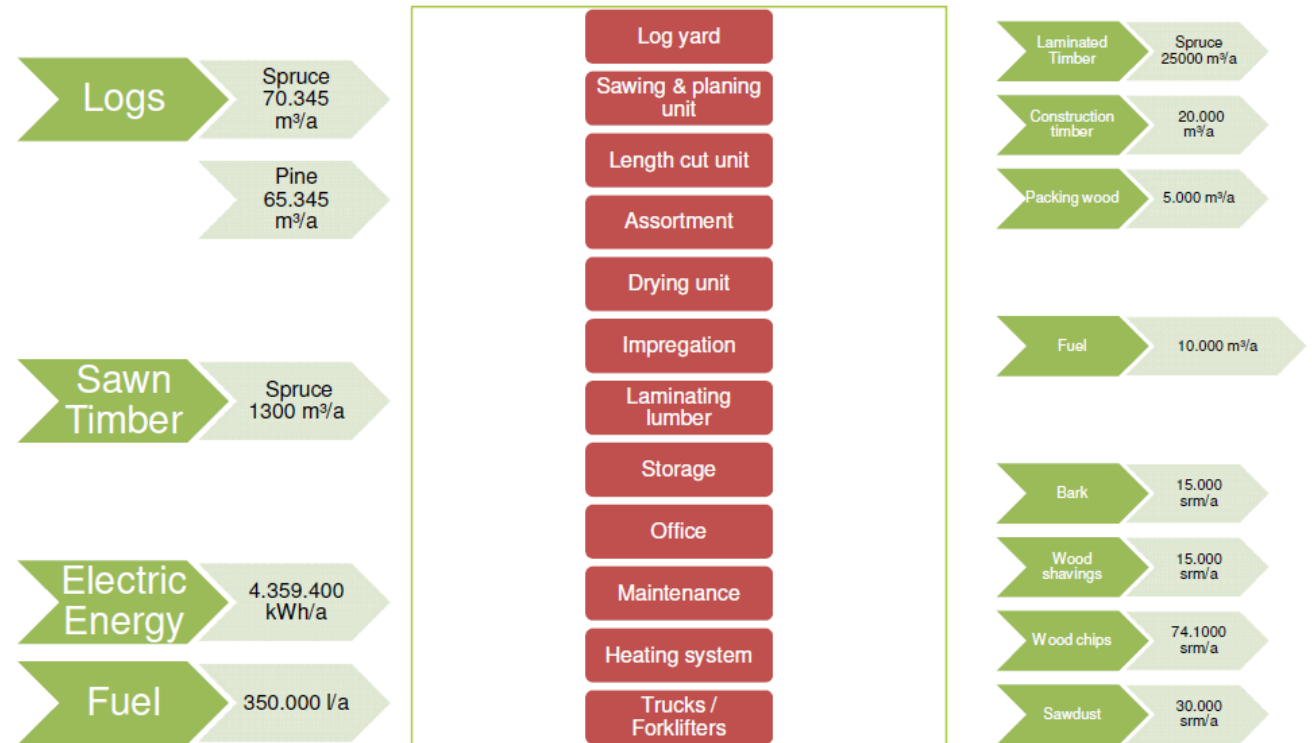 Logs
Spruce
70.345
m³/a
Pine
65.345
m³/a
Sawn
Timber
Spruce
1300 m³/a
Electric
Energy
4.359.400
kWh/a
Fuel
350.000 l/a
Log yard
Sawing & planing
unit
Length cut unit
Assortment
Drying unit
Impregation
Laminating
lumber
Storage
Office
Maintenance
Heating system
Trucks /
Forklifters
Laminated
Timber
Spruce
25000 m³/a
Construction
timber
20.000
m³/a
Packing wood
5.000 m³/a
Fuel
10.000 m³/a
Bark
15.000
srm/a
Wood
shavings
15.000
srm/a
Wood chips
74.1000
srm/a
Sawdust
30.000
srm/a